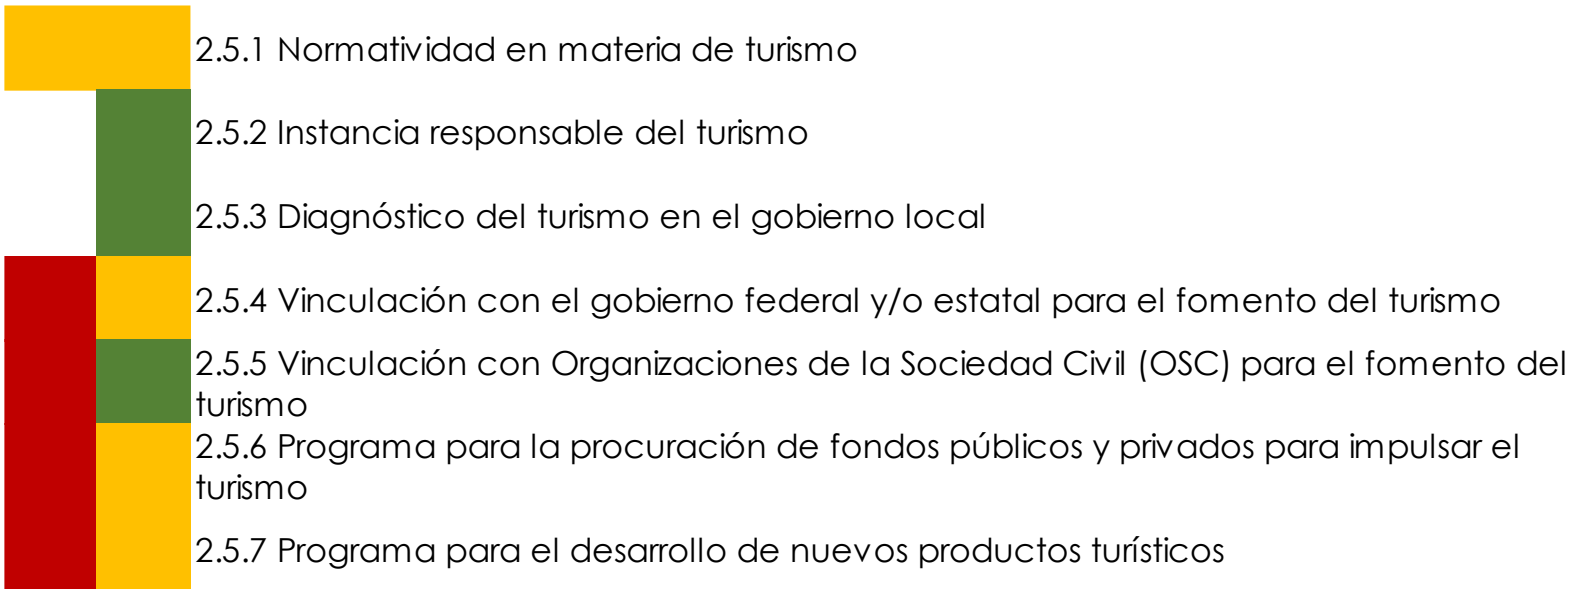 2.5.1 Normatividad en materia de turismo
2.5.2 Instancia responsable del turismo
2.5.3 Diagnóstico del turismo en el gobierno local
2.5.4 Vinculación con el gobierno federal y/o estatal para el fomento del turismo
2.5.5 Vinculación con Organizaciones de la Sociedad Civil (OSC) para el fomento del
turismo
2.5.6 Programa para la procuración de fondos públicos y privados para impulsar el
turismo
2.5.7 Programa para el desarrollo de nuevos productos turísticos